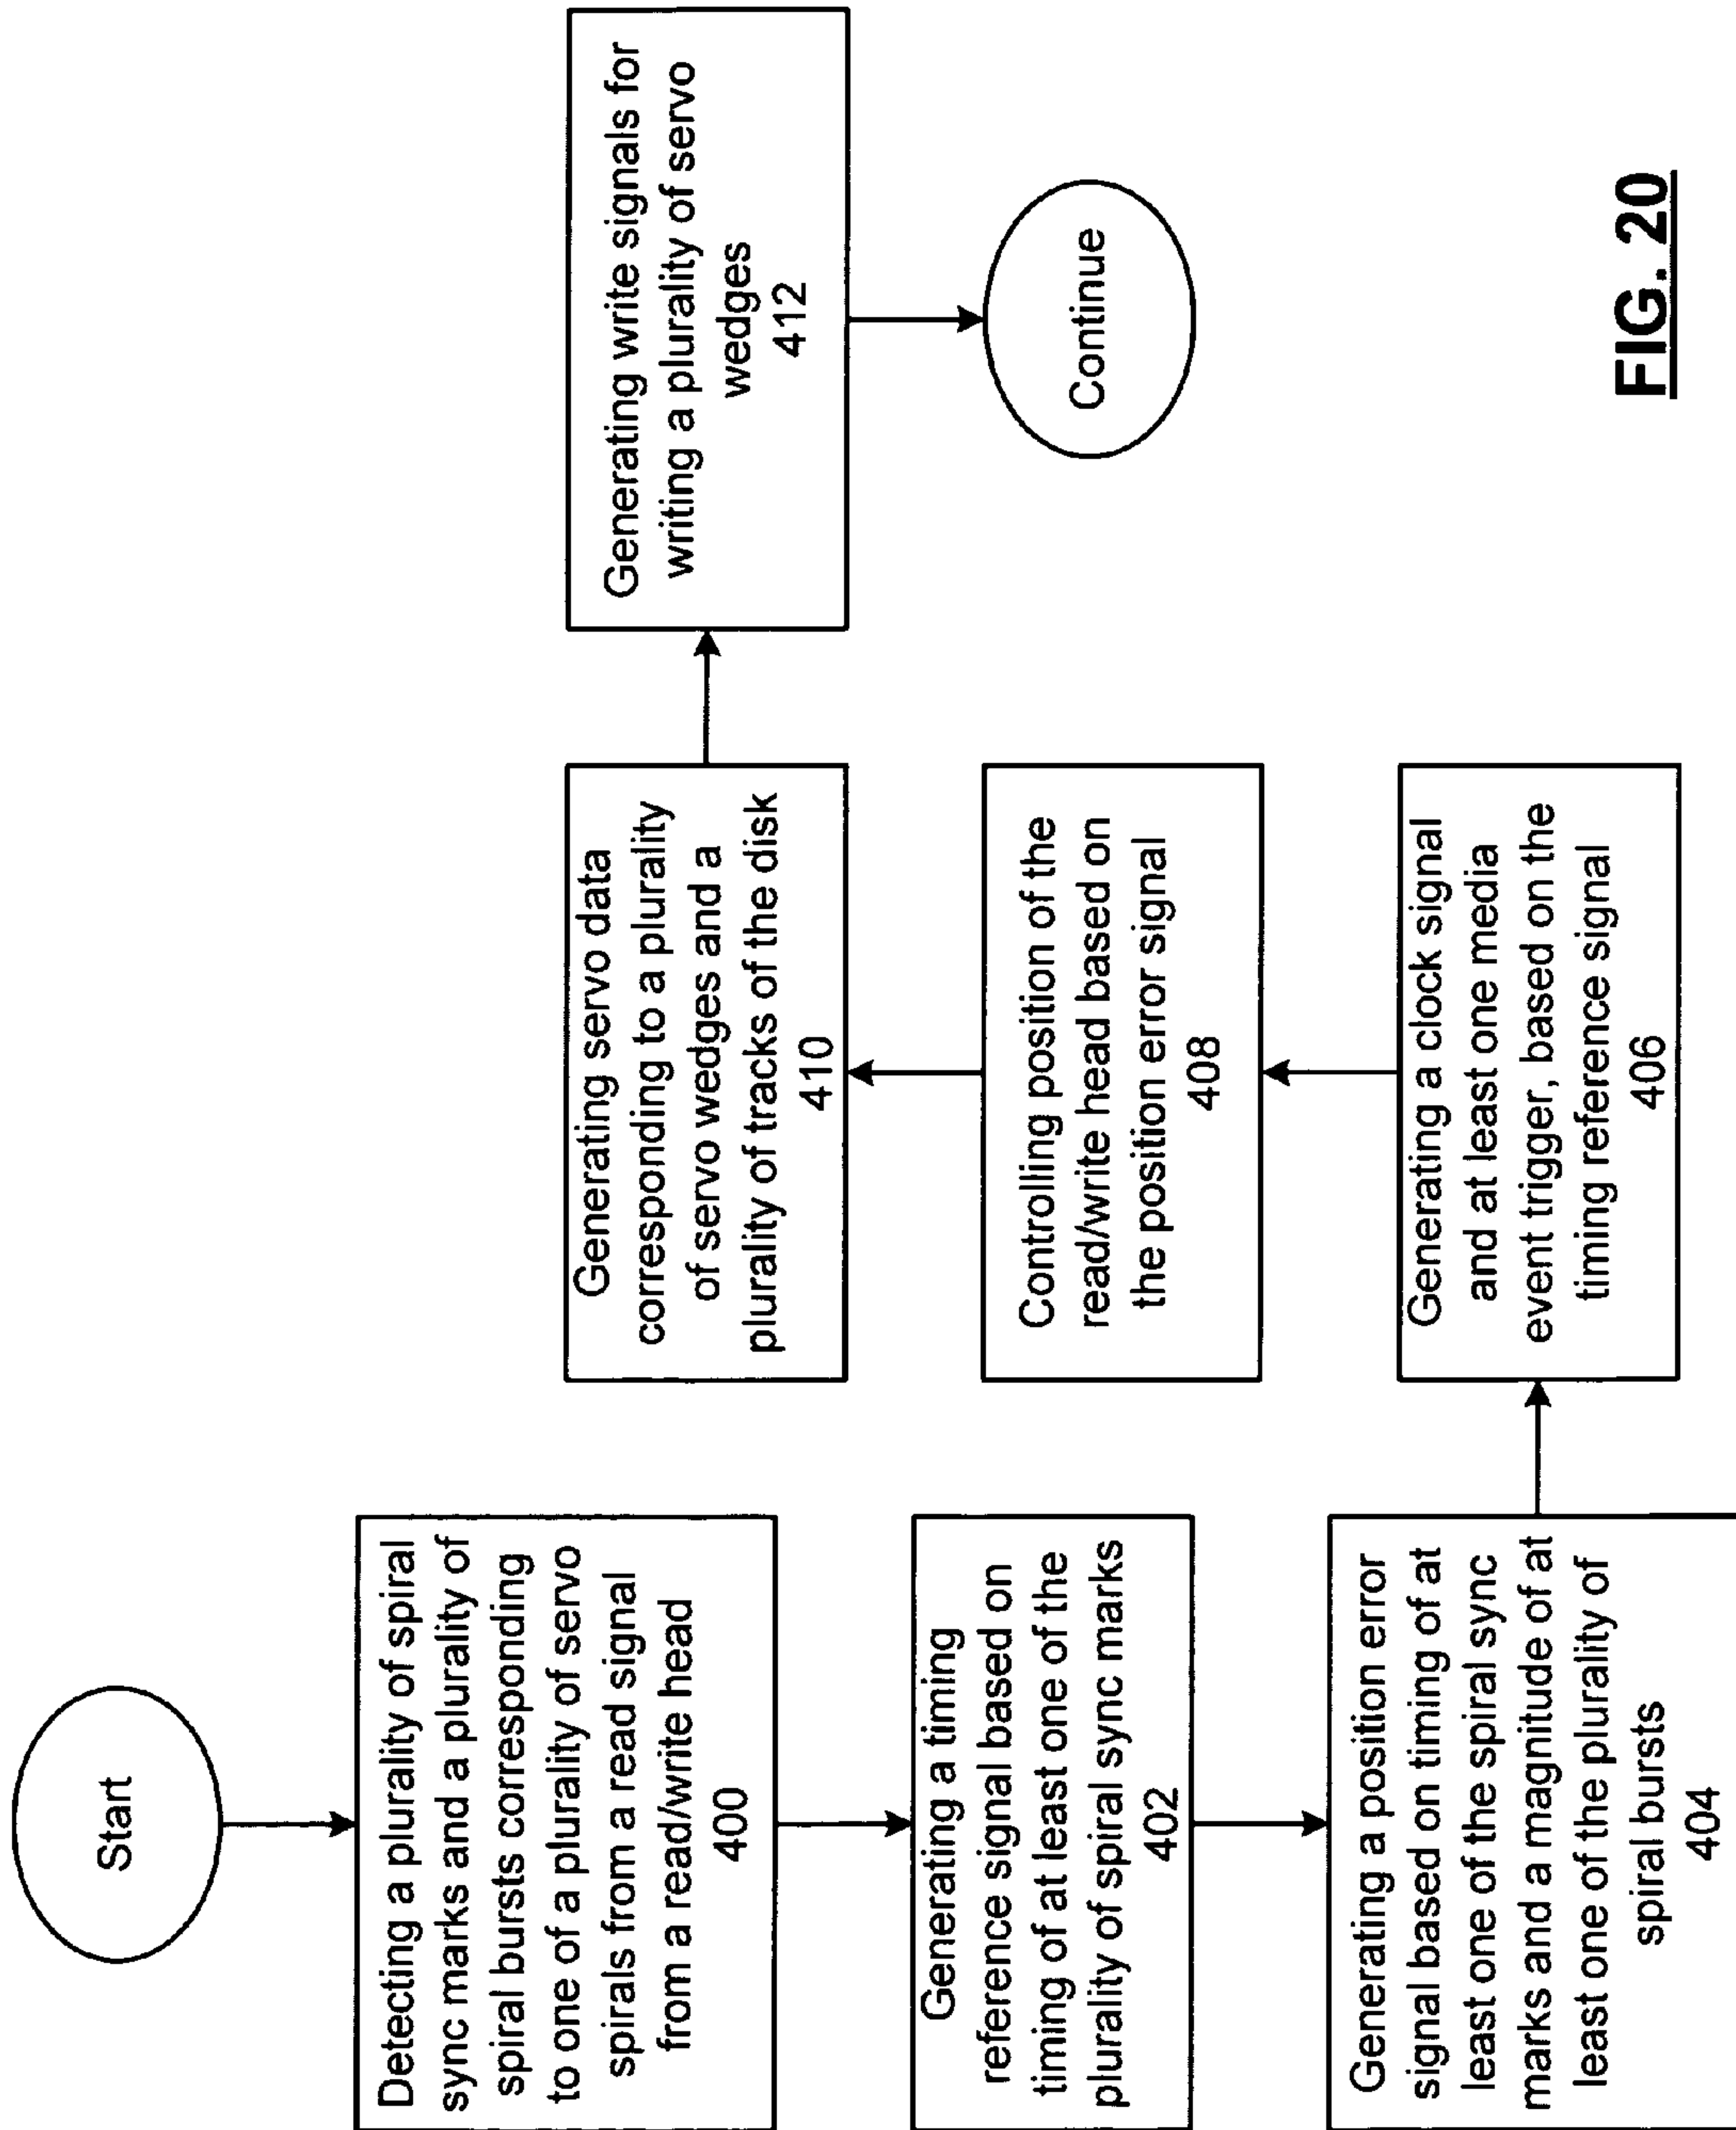 Start
Detecting a plurality of spiral
sync marks and a plurality of
spiral bursts corresponding
to one of a plurality of servo
spirals from a read signal
from a read/write head
400
Generating a timing
reference signal based on
timing of at least one of the
plurality of spiral sync marks
402
Generating a position error
signal based on timing of at
least one of the spiral sync
marks and a magnitude of at
least one of the plurality of
spiral bursts
404
Generating a clock signal
and at least one media
event trigger, based on the
timing reference signal
406
Controlling position of the
read/write head based on
the position error signal
408
Generating servo data
corresponding to a plurality
of servo wedges and a
plurality of tracks of the disk
410
Generating write signals for
writing a plurality of servo
wedges
412
Continue
FIG. 20